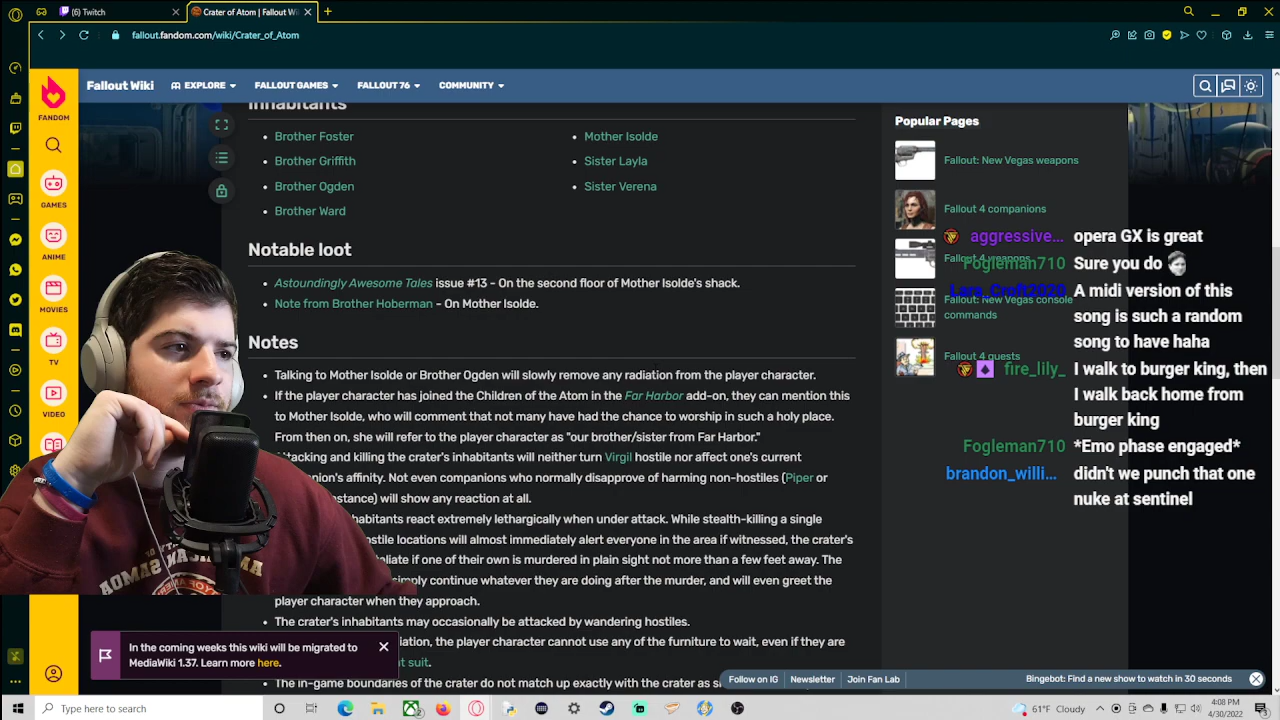 (6) Twitch
Crater of Atom | Fallout Wi
fallout.fandom.com/wiki/Crater_of_Atom
Fallout Wiki
EXPLORE
FALLOUT GAMES
FALLOUT 76
COMMUNITY
FANDOM
GAMES
ANIME
MOVIES
TV
VIDEO
Inhabitants
Brother Foster
Brother Griffith
Brother Ogden
Brother Ward
Mother Isolde
Sister Layla
Sister Verena
Notable loot
Astoundingly Awesome Tales issue #13 - On the second floor of Mother Isolde's shack.
Note from Brother Hoberman - On Mother Isolde.
Notes
Talking to Mother Isolde or Brother Ogden will slowly remove any radiation from the player character.
If the player character has joined the Children of the Atom in the Far Harbor add-on, they can mention this
to Mother Isolde, who will comment that not many have had the chance to worship in such a holy place.
From then on, she will refer to the player character as "our brother/sister from Far Harbor."
Attacking and killing the crater's inhabitants will neither turn Virgil hostile nor affect one's current
companion's affinity. Not even companions who normally disapprove of harming non-hostiles (Piper or
instance) will show any reaction at all.
habitants react extremely lethargically when under attack. While stealth-killing a single
ostile locations will almost immediately alert everyone in the area if witnessed, the crater's
aliate if one of their own is murdered in plain sight not more than a few feet away. The
simply continue whatever they are doing after the murder, and will even greet the
player character when they approach.
The crater's inhabitants may occasionally be attacked by wandering hostiles.
iation, the player character cannot use any of the furniture to wait, even if they are
t suit.
The in-game boundaries of the crater do not match up exactly with the crater as s
Popular Pages
Fallout: New Vegas weapons
Fallout 4 companions
Fallout 4 weapons
Fallout: New Vegas console
commands
Fallout 4 quests
aggressive... opera GX is great
Fogleman710 Sure you do
Lara_Croft2020 A midi version of this
song is such a random
song to have haha
fire_lily_ I walk to burger king, then
I walk back home from
burger king
Fogleman710 *Emo phase engaged*
brandon_willi... didn't we punch that one
nuke at sentinel
In the coming weeks this wiki will be migrated to
MediaWiki 1.37. Learn more here.
Follow on IG
Newsletter
Join Fan Lab
Bingebot: Find a new show to watch in 30 seconds
Type here to search
61°F Cloudy
4:08 PM
4/30/2022